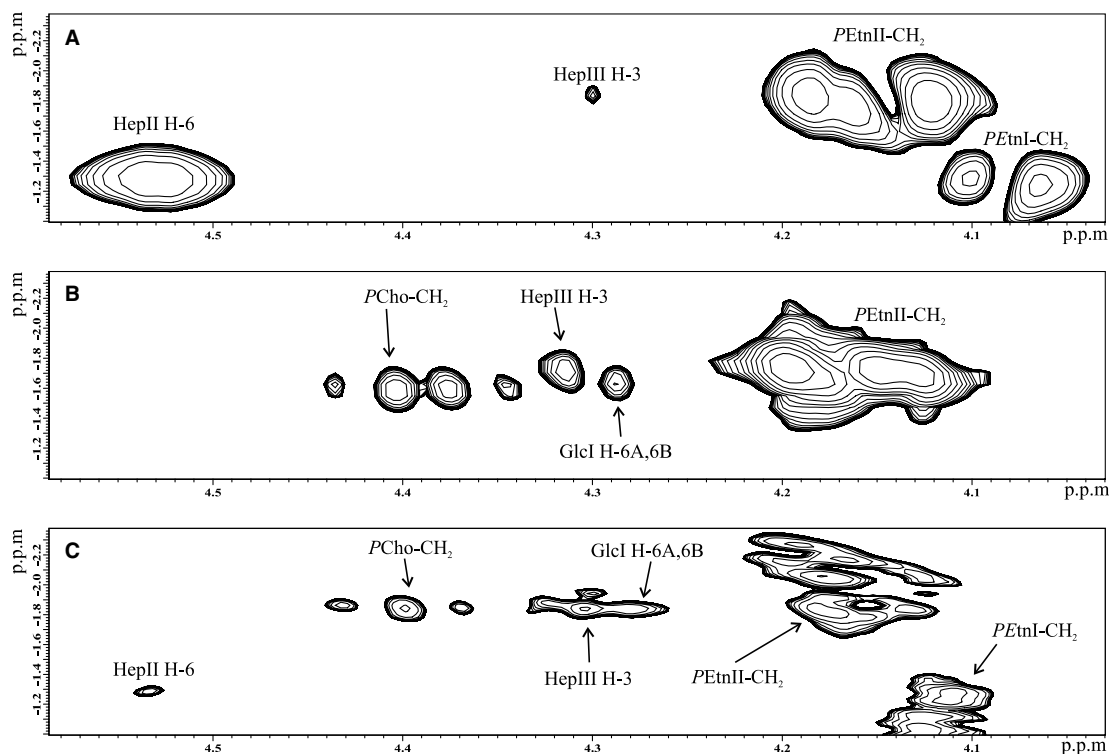 A
p.p.m
-2.2
-2.0
-1.8
-1.6
-1.4
-1.2
PEtnII-CH₂
HepIII H-3
HepII H-6
PEtnI-CH₂
4.5
4.4
4.3
4.2
4.1
p.p.m
B
p.p.m
-2.2
-2.0
-1.8
-1.6
-1.4
-1.2
PCho-CH₂
HepIII H-3
PEtnII-CH₂
GlcI H-6A,6B
4.5
4.4
4.3
4.2
4.1
p.p.m
C
p.p.m
-2.2
-2.0
-1.8
-1.6
-1.4
-1.2
PCho-CH₂
GlcI H-6A,6B
PEtnI-CH₂
HepII H-6
HepIII H-3
PEtnII-CH₂
4.5
4.4
4.3
4.2
4.1
p.p.m